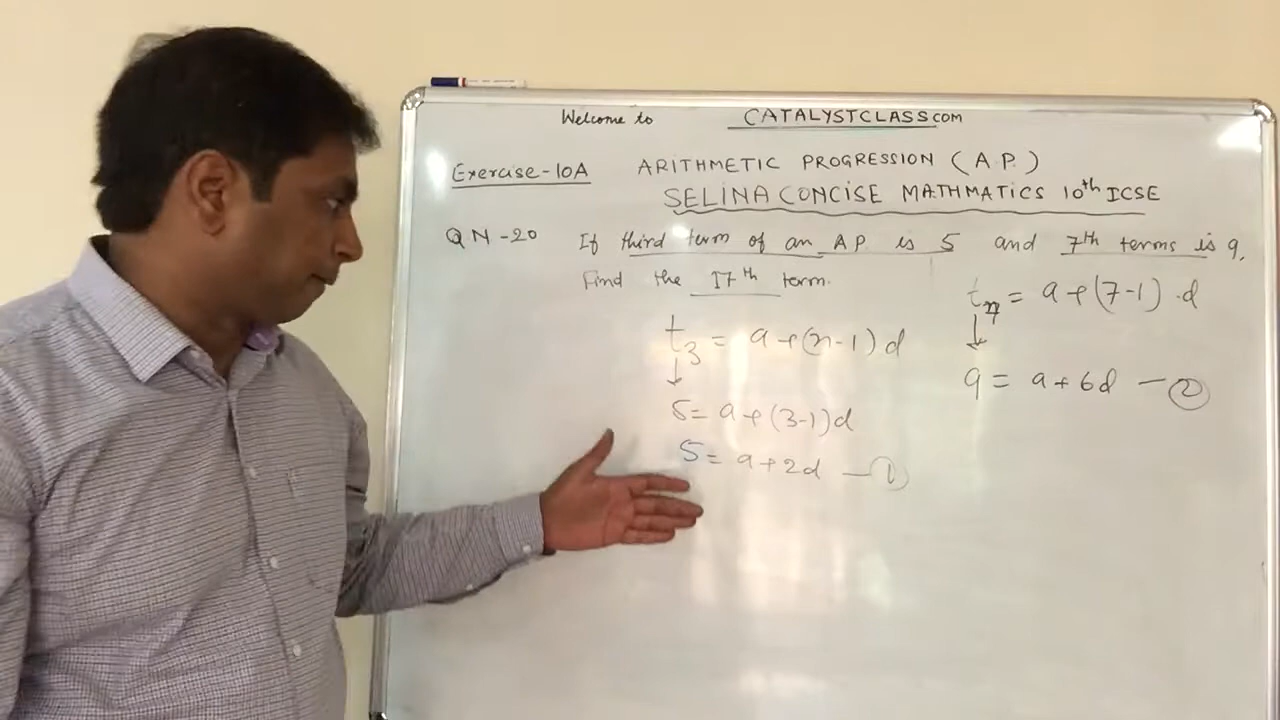 Welcome to CATALYSTCLASSCOM
Exercise-10A ARITHMETIC PROGRESSION (A.P.)
SELINA CONCISE MATHMATICS 10th ICSE
QN-20 If third term of an AP is 5 and 7th terms is 9,
Find the 17th term.
t7 = a+(7-1).d
t3 = a+(n-1)d
9 = a+6d — ②
5 = a+(3-1)d
5 = a+2d — ①